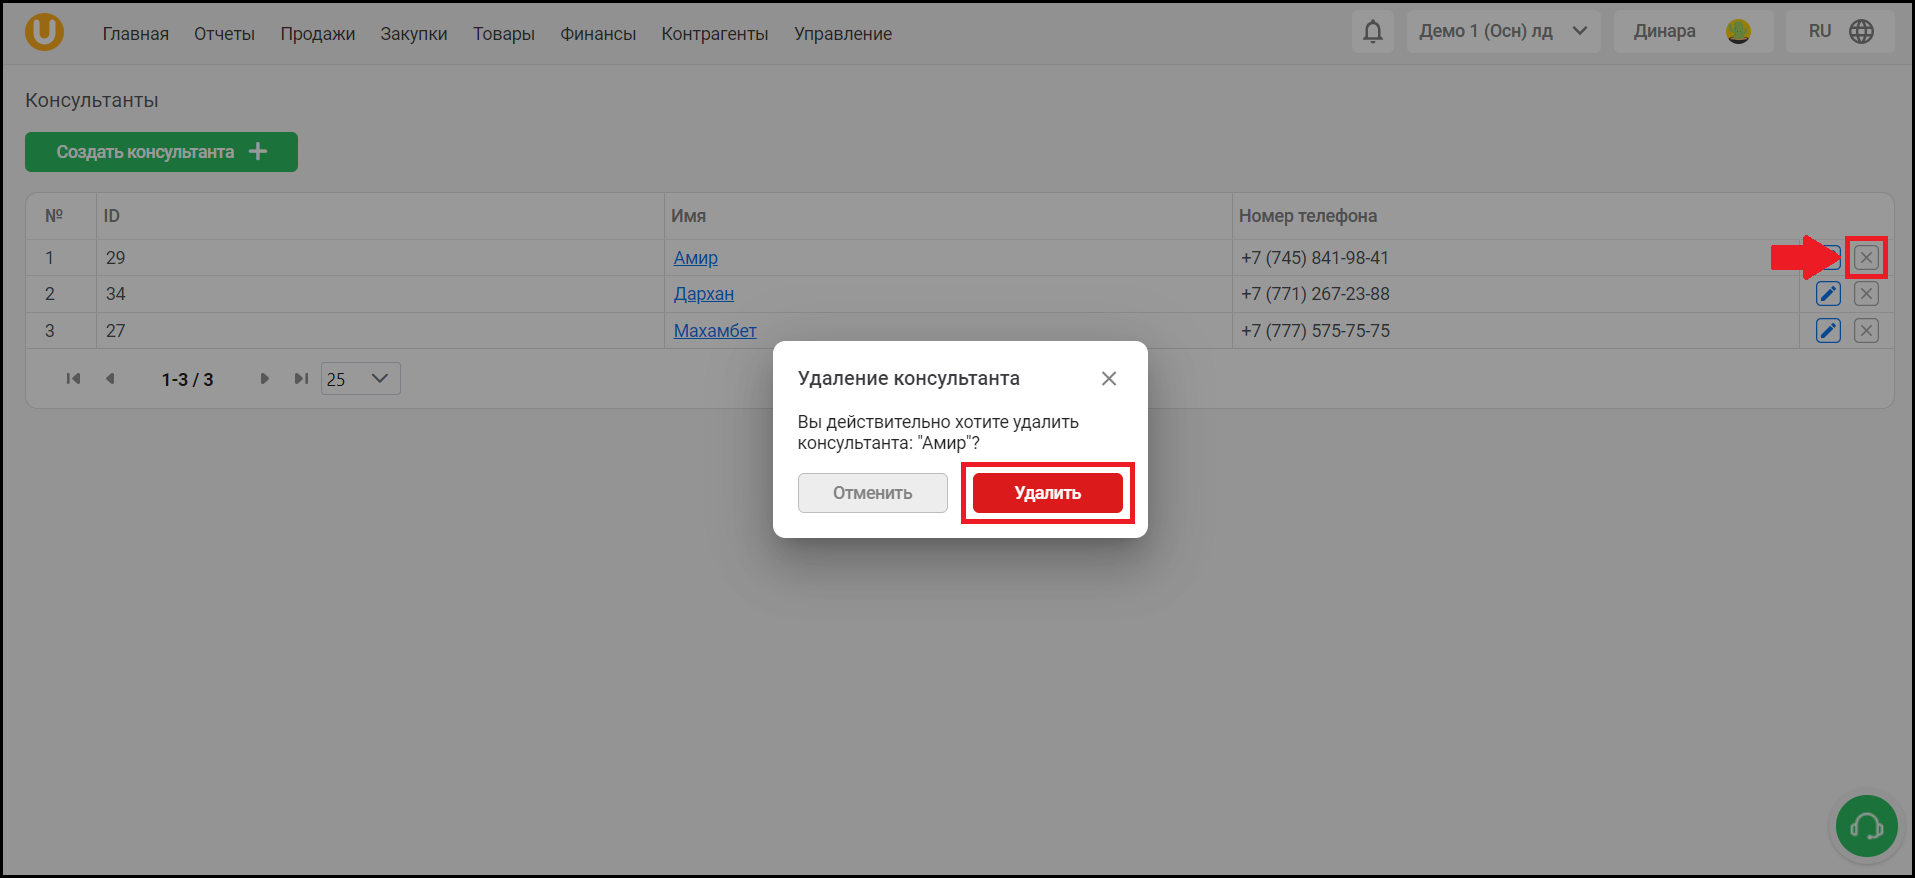 U
Главная Отчеты Продажи Закупки Товары Финансы Контрагенты Управление Демо 1 (Осн) лд Динара RU
Консультанты
Создать консультанта
№ ID Имя Номер телефона
1 29 Амир +7 (745) 841-98-41
2 34 Дархан +7 (771) 267-23-88
3 27 Махамбет +7 (777) 575-75-75
1-3 / 3 25
Удаление консультанта
Вы действительно хотите удалить
консультанта: "Амир"?
Отменить Удалить